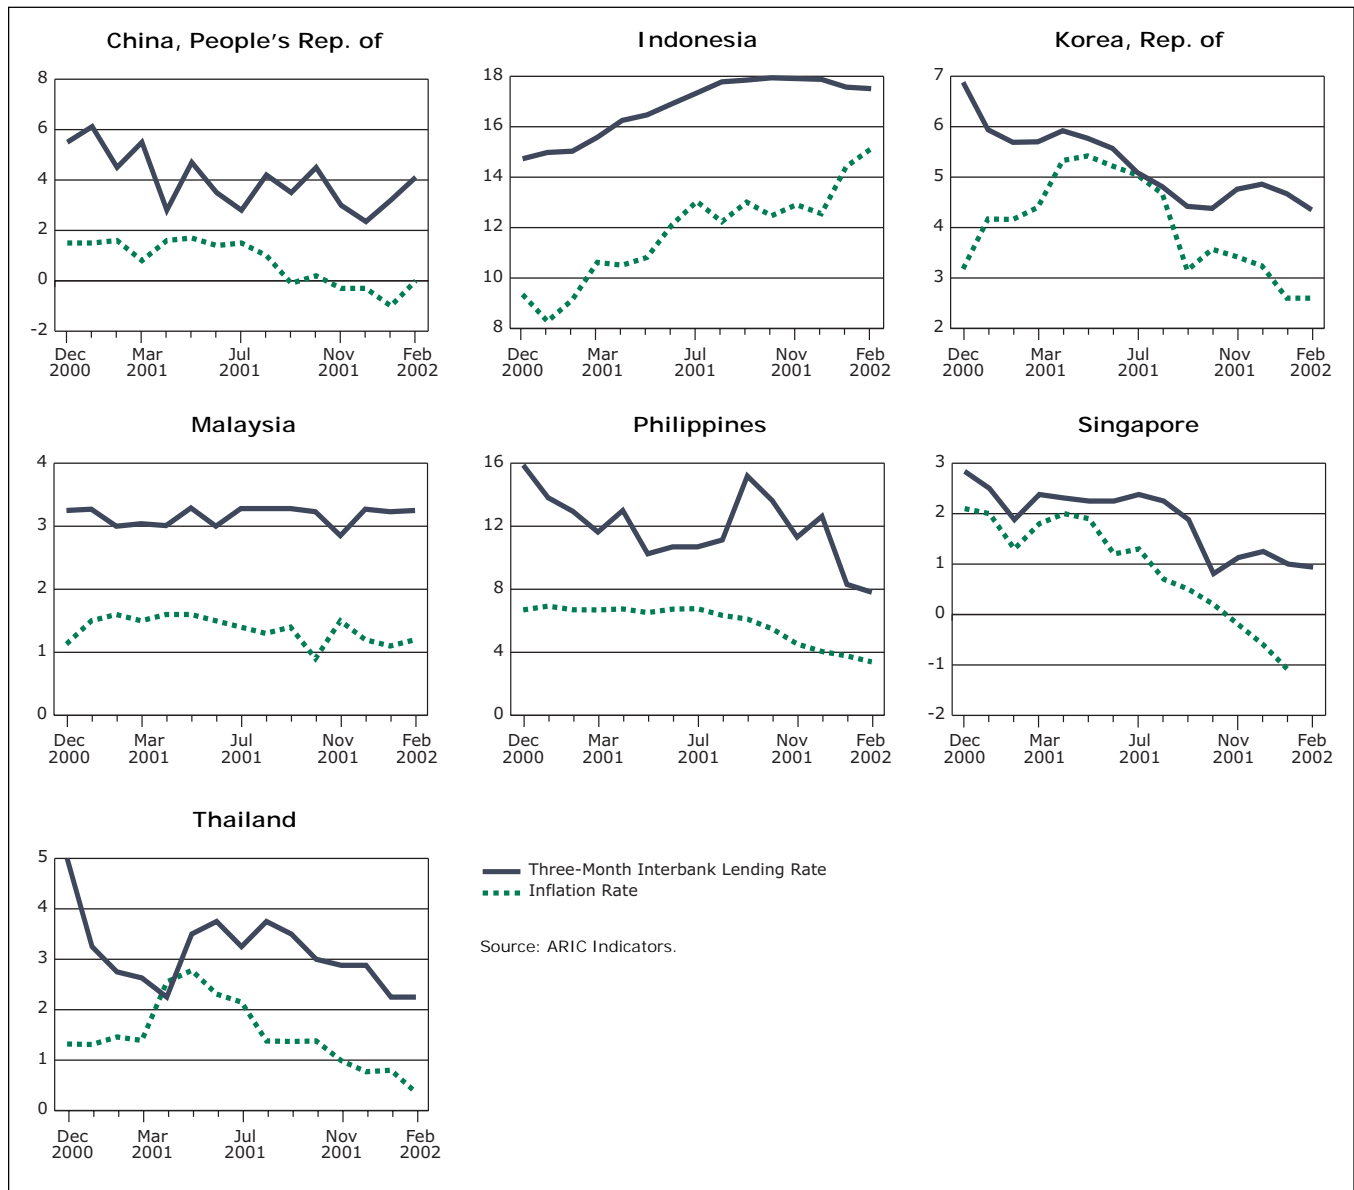 China, People's Rep. of
8
6
4
2
0
-2
Dec 2000
Mar 2001
Jul 2001
Nov 2001
Feb 2002
Indonesia
18
16
14
12
10
8
Dec 2000
Mar 2001
Jul 2001
Nov 2001
Feb 2002
Korea, Rep. of
7
6
5
4
3
2
Dec 2000
Mar 2001
Jul 2001
Nov 2001
Feb 2002
Malaysia
4
3
2
1
0
Dec 2000
Mar 2001
Jul 2001
Nov 2001
Feb 2002
Philippines
16
12
8
4
0
Dec 2000
Mar 2001
Jul 2001
Nov 2001
Feb 2002
Singapore
3
2
1
0
-1
-2
Dec 2000
Mar 2001
Jul 2001
Nov 2001
Feb 2002
Thailand
5
4
3
2
1
0
Dec 2000
Mar 2001
Jul 2001
Nov 2001
Feb 2002
Three-Month Interbank Lending Rate
Inflation Rate
Source: ARIC Indicators.